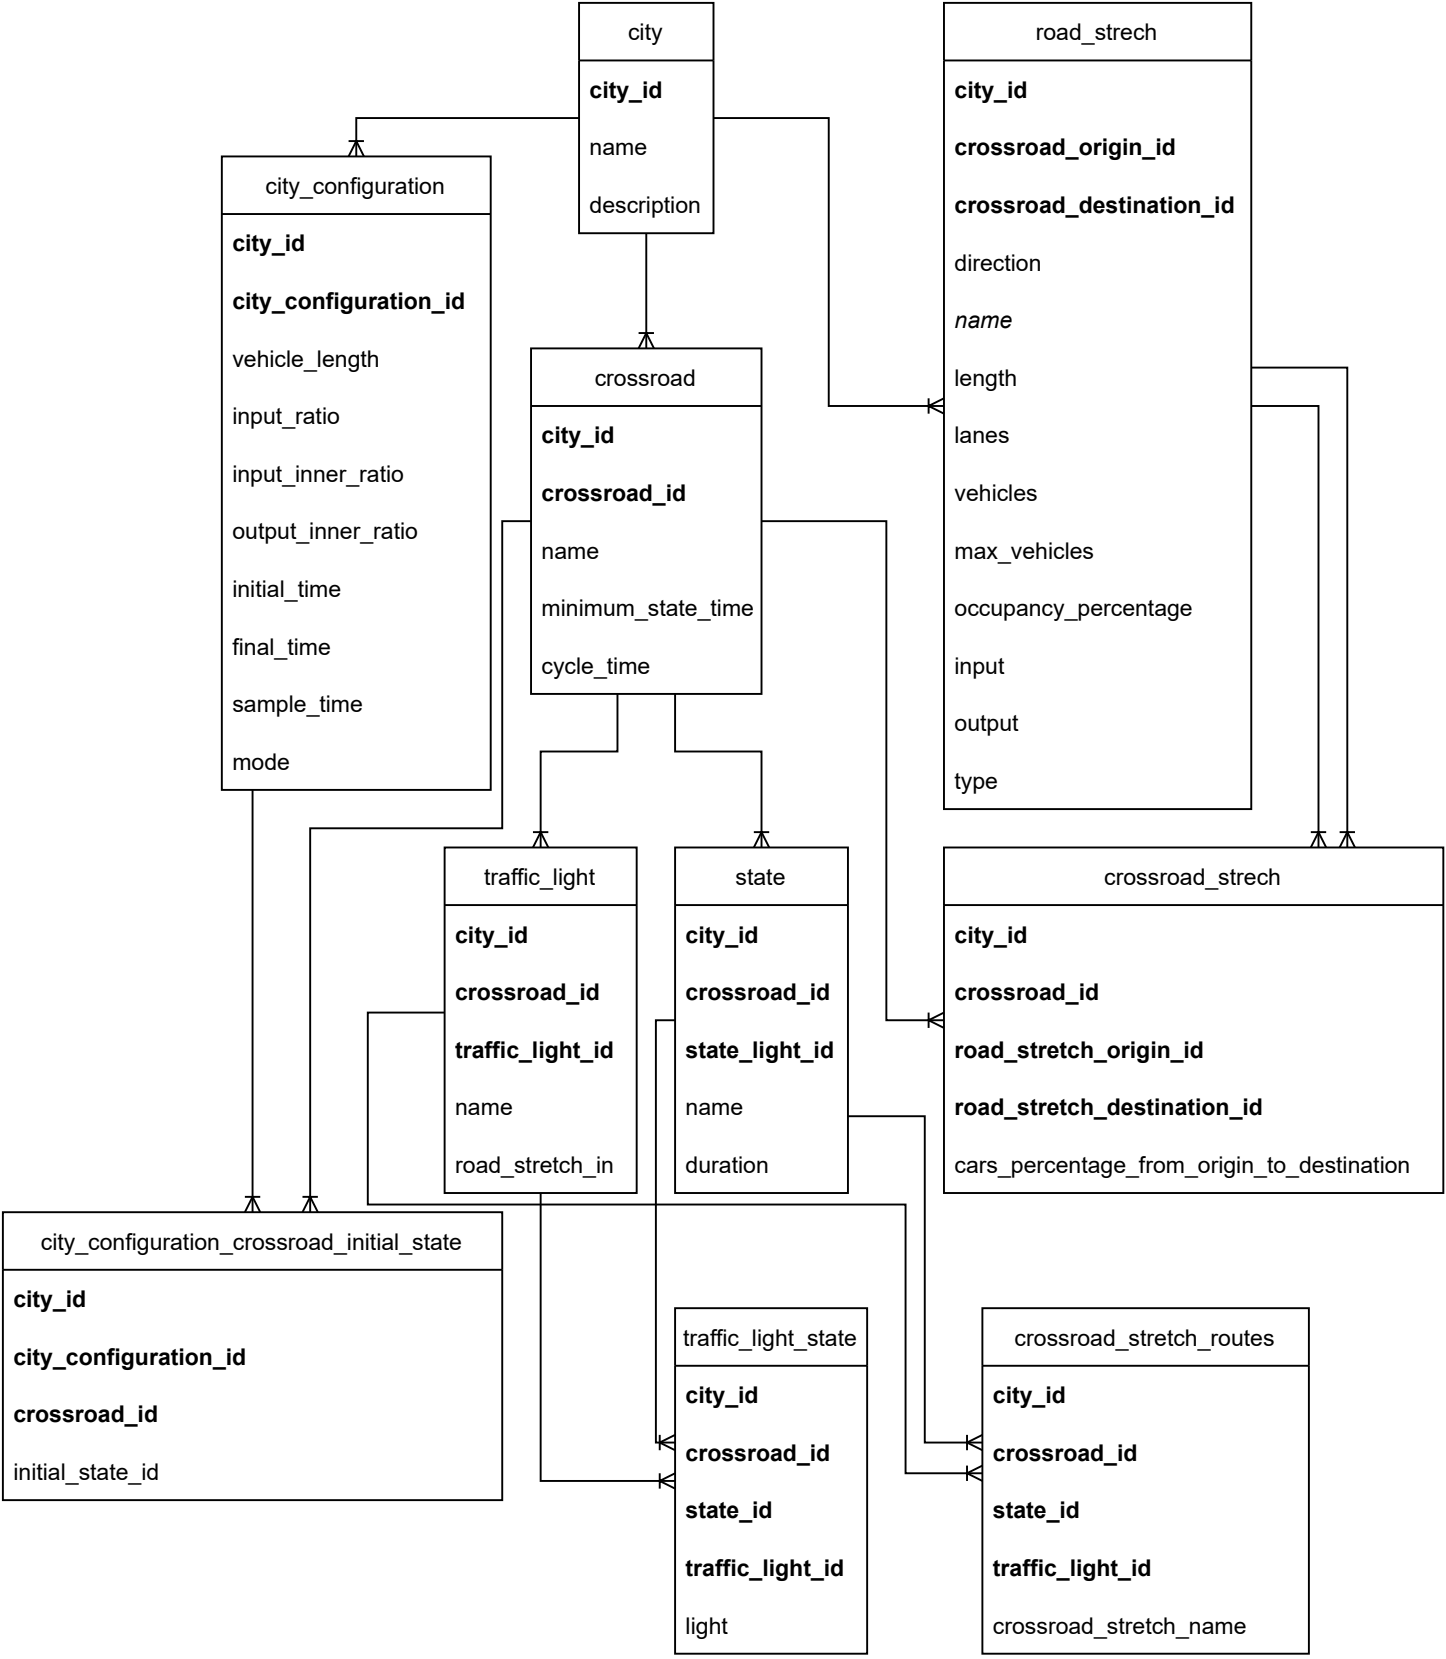 city
city_id
name
description
road_strech
city_id
crossroad_origin_id
crossroad_destination_id
direction
name
length
lanes
vehicles
max_vehicles
occupancy_percentage
input
output
type
city_configuration
city_id
city_configuration_id
vehicle_length
input_ratio
input_inner_ratio
output_inner_ratio
initial_time
final_time
sample_time
mode
crossroad
city_id
crossroad_id
name
minimum_state_time
cycle_time
traffic_light
city_id
crossroad_id
traffic_light_id
name
road_stretch_in
state
city_id
crossroad_id
state_light_id
name
duration
crossroad_strech
city_id
crossroad_id
road_stretch_origin_id
road_stretch_destination_id
cars_percentage_from_origin_to_destination
city_configuration_crossroad_initial_state
city_id
city_configuration_id
crossroad_id
initial_state_id
traffic_light_state
city_id
crossroad_id
state_id
traffic_light_id
light
crossroad_stretch_routes
city_id
crossroad_id
state_id
traffic_light_id
crossroad_stretch_name